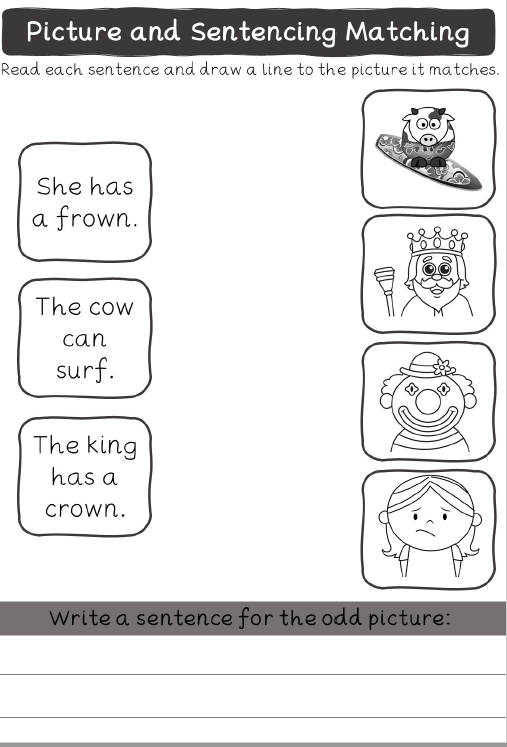 Picture and Sentencing Matching
Read each sentence and draw a line to the picture it matches.
She has
a frown.
The cow
can
surf.
The king
has a
crown.
Write a sentence for the odd picture: